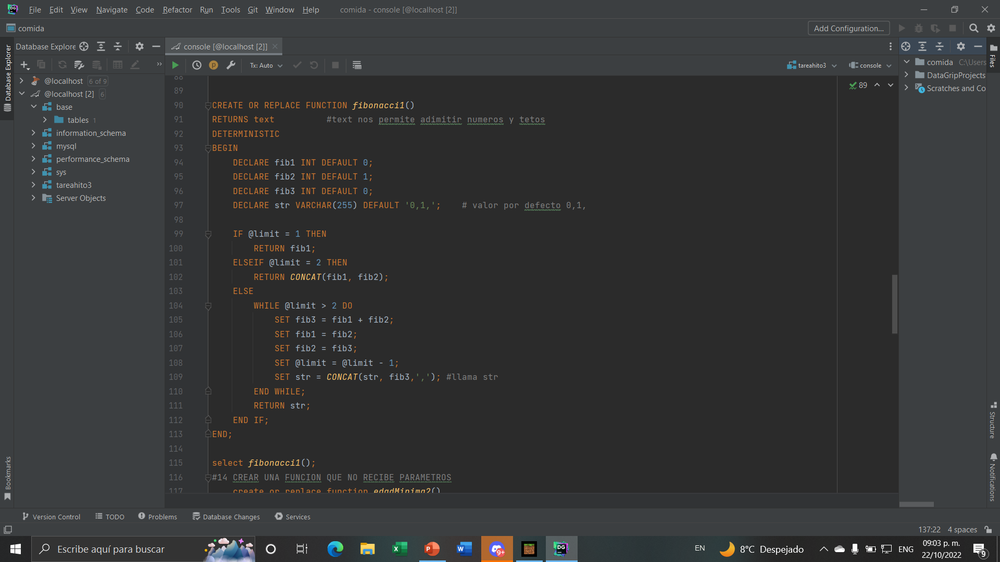 File Edit View Navigate Code Refactor Run Tools Git Window Help comida - console [@localhost [2]]
comida
Add Configuration...
Database Explore
console [@localhost [2]]
Tx: Auto
tareahito3
console
Database Explorer
Files
@localhost 6 of 9
@localhost [2] 6
base
tables 1
information_schema
mysql
performance_schema
sys
tareahito3
Server Objects
comida C:\Users
DataGripProjects
Scratches and Co
89
88
89
90 CREATE OR REPLACE FUNCTION fibonacci1()
91 RETURNS text #text nos permite adimitir numeros y tetos
92 DETERMINISTIC
93 BEGIN
94 DECLARE fib1 INT DEFAULT 0;
95 DECLARE fib2 INT DEFAULT 1;
96 DECLARE fib3 INT DEFAULT 0;
97 DECLARE str VARCHAR(255) DEFAULT '0,1,'; # valor por defecto 0,1,
98
99 IF @limit = 1 THEN
100 RETURN fib1;
101 ELSEIF @limit = 2 THEN
102 RETURN CONCAT(fib1, fib2);
103 ELSE
104 WHILE @limit > 2 DO
105 SET fib3 = fib1 + fib2;
106 SET fib1 = fib2;
107 SET fib2 = fib3;
108 SET @limit = @limit - 1;
109 SET str = CONCAT(str, fib3,','); #llama str
110 END WHILE;
111 RETURN str;
112 END IF;
113 END;
114
115 select fibonacci1();
116 #14 CREAR UNA FUNCION QUE NO RECIBE PARAMETROS
117 create or replace function edadMinima2()
Bookmarks
Structure
Notifications
Version Control TODO Problems Database Changes Services
137:22 4 spaces
Escribe aquí para buscar
EN
8°C Despejado
ENG
09:03 p. m.
22/10/2022
9
9+
DG